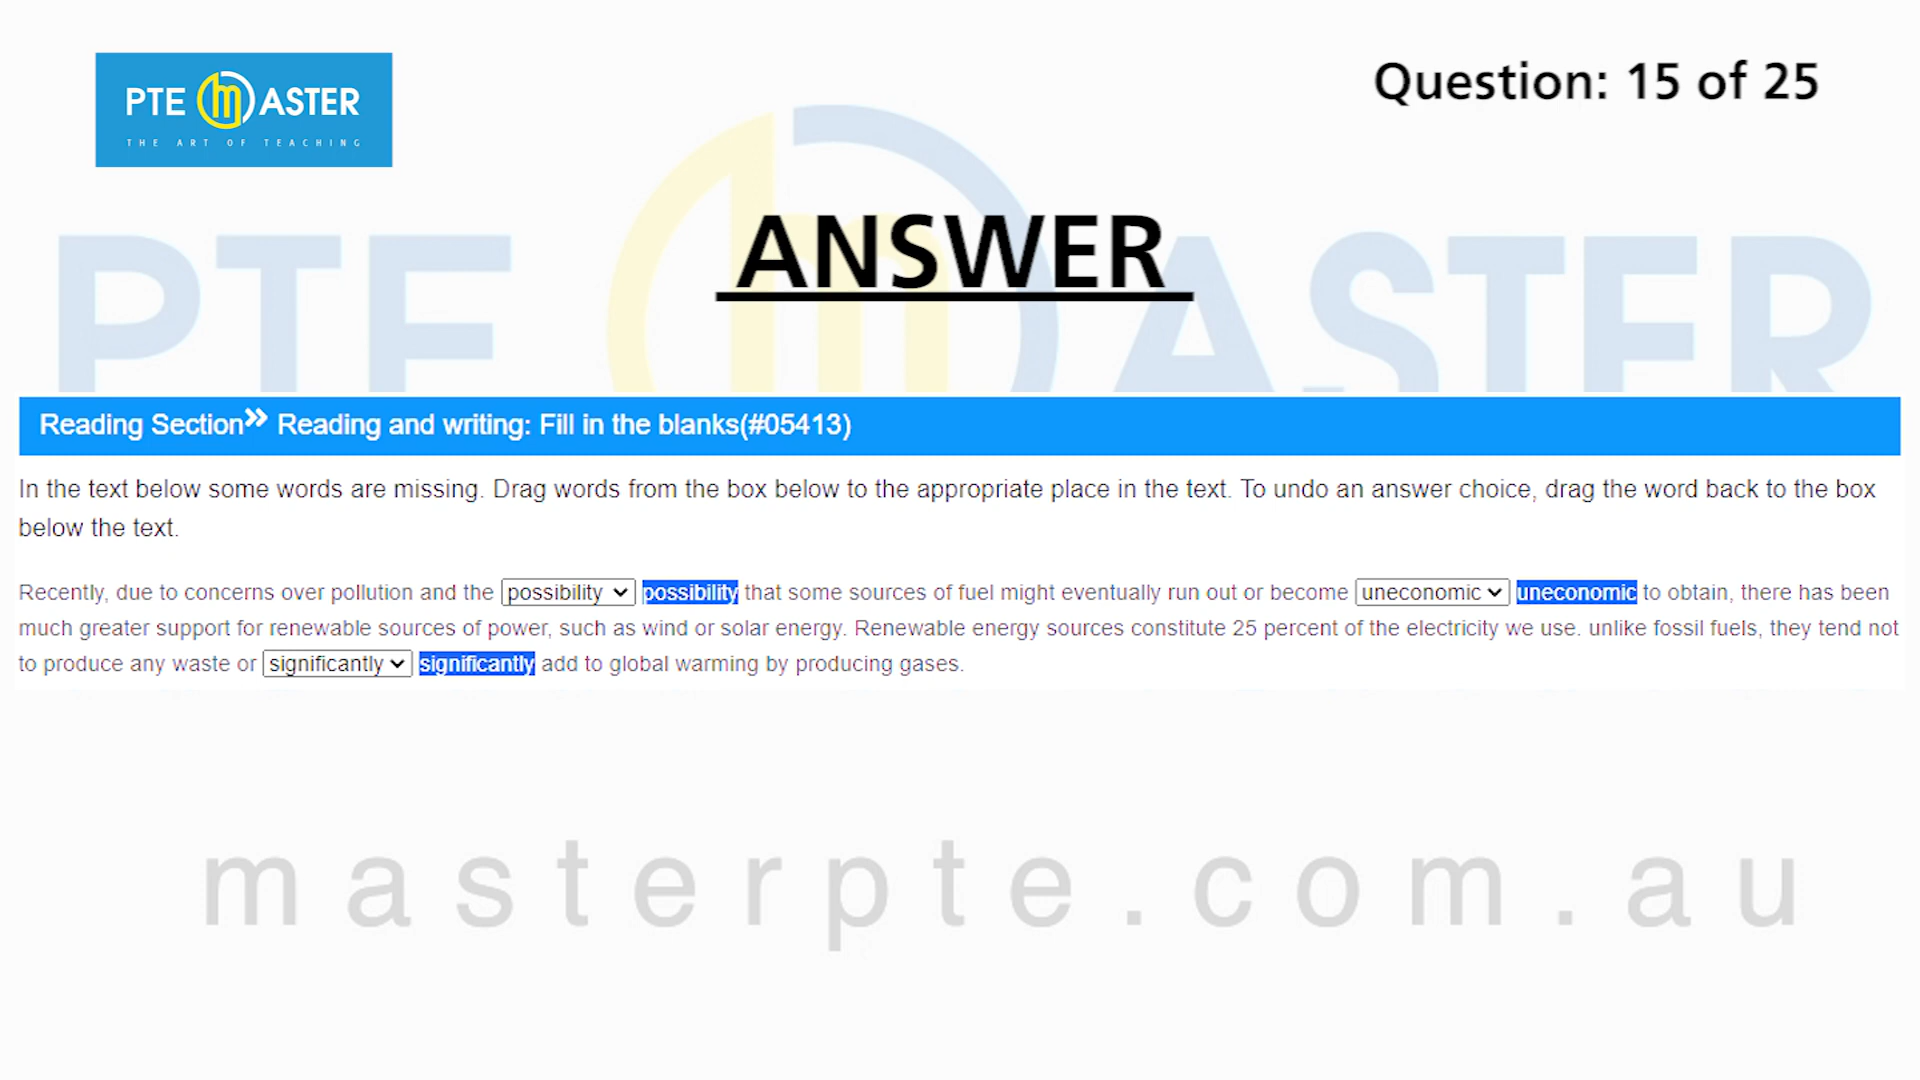 PTE MASTER
THE ART OF TEACHING
Question: 15 of 25
ANSWER
PTE MASTER
Reading Section» Reading and writing: Fill in the blanks(#05413)
In the text below some words are missing. Drag words from the box below to the appropriate place in the text. To undo an answer choice, drag the word back to the box
below the text.
Recently, due to concerns over pollution and the possibility possibility that some sources of fuel might eventually run out or become uneconomic uneconomic to obtain, there has been
much greater support for renewable sources of power, such as wind or solar energy. Renewable energy sources constitute 25 percent of the electricity we use. unlike fossil fuels, they tend not
to produce any waste or significantly significantly add to global warming by producing gases.
masterpte.com.au